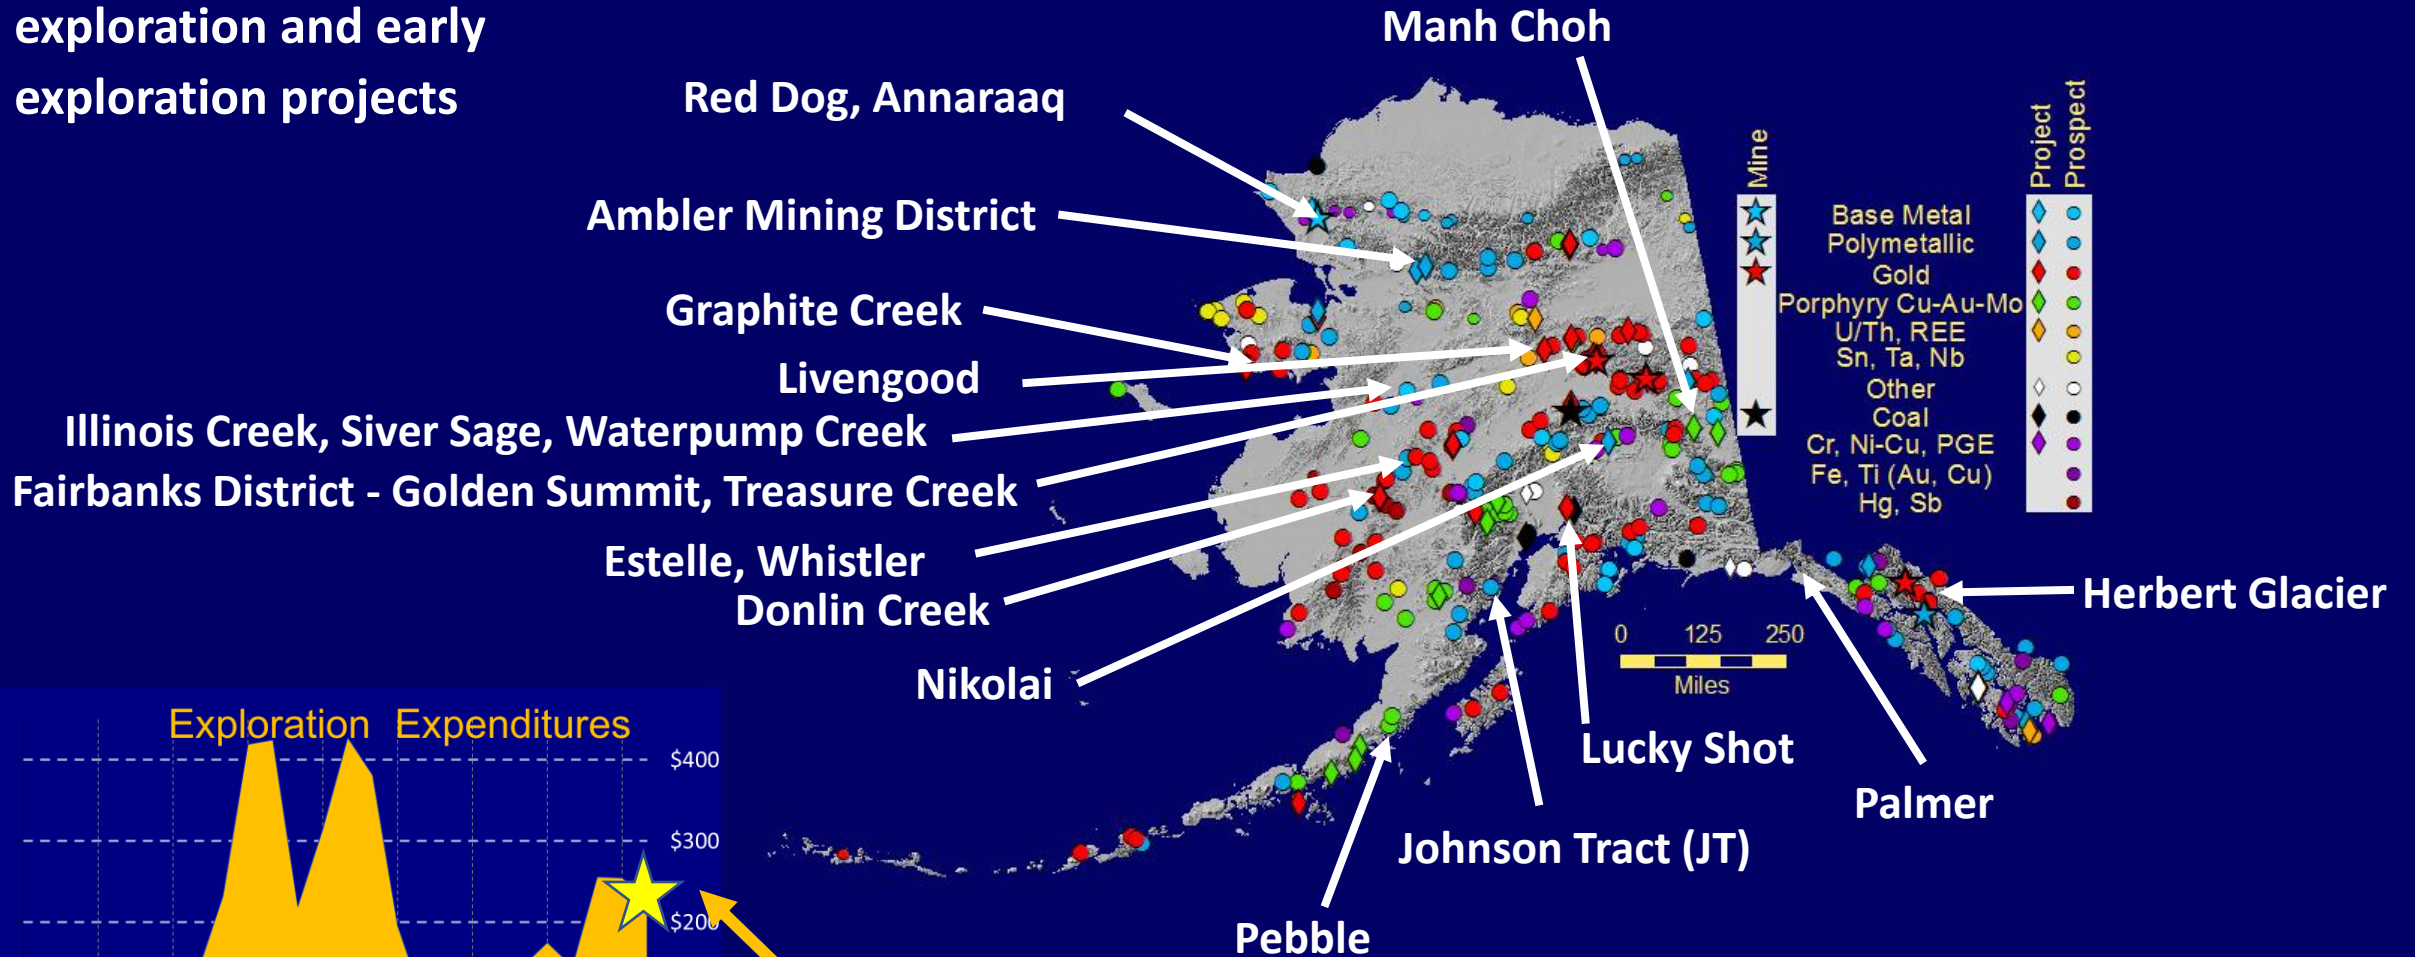 exploration and early
exploration projects
Manh Choh
Red Dog, Annaraaq
Ambler Mining District
Graphite Creek
Livengood
Illinois Creek, Siver Sage, Waterpump Creek
Fairbanks District - Golden Summit, Treasure Creek
Estelle, Whistler
Donlin Creek
Nikolai
Mine
Project
Prospect
Base Metal
Polymetallic
Gold
Porphyry Cu-Au-Mo
U/Th, REE
Sn, Ta, Nb
Other
Coal
Cr, Ni-Cu, PGE
Fe, Ti (Au, Cu)
Hg, Sb
Herbert Glacier
0 125 250
Miles
Lucky Shot
Palmer
Johnson Tract (JT)
Pebble
Exploration Expenditures
$400
$300
$200